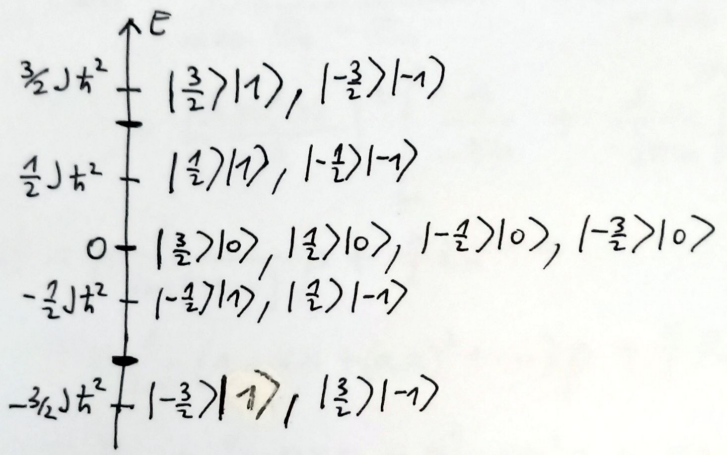 E
3/2 Jħ² |3/2⟩|1⟩, |-3/2⟩|-1⟩
1/2 Jħ² |1/2⟩|1⟩, |-1/2⟩|-1⟩
0 |3/2⟩|0⟩, |1/2⟩|0⟩, |-1/2⟩|0⟩, |-3/2⟩|0⟩
-1/2 Jħ² |-1/2⟩|1⟩, |1/2⟩|-1⟩
-3/2 Jħ² |-3/2⟩|1⟩, |3/2⟩|-1⟩